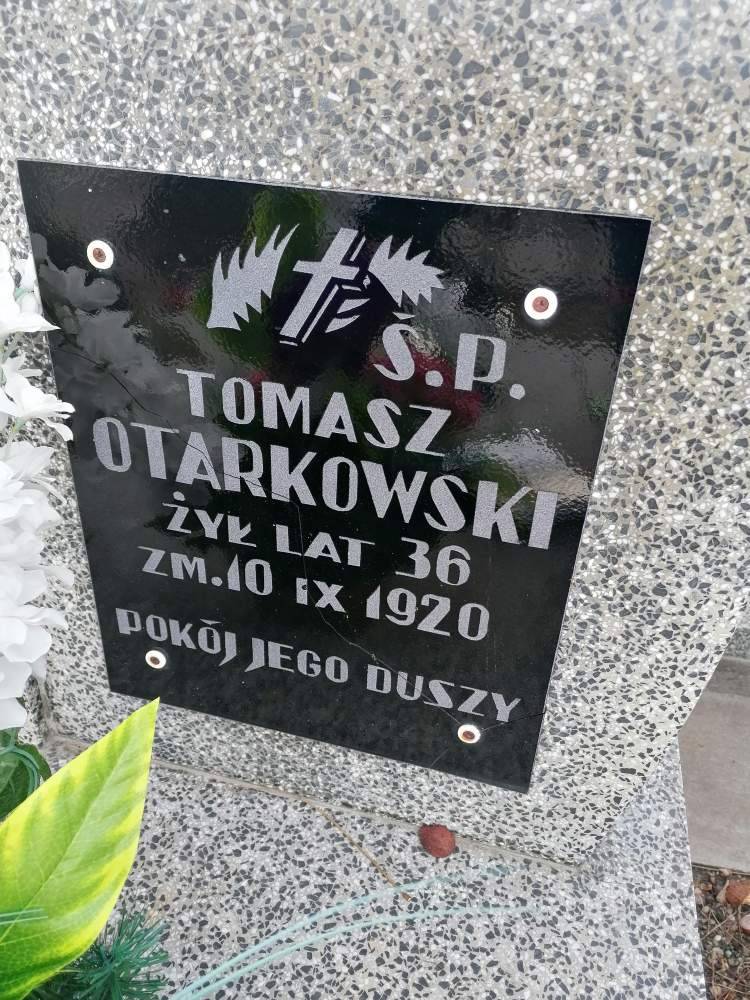 Ś.P.
TOMASZ
OTARKOWSKI
ŻYŁ LAT 36
ZM. 10 IX 1920
POKÓJ JEGO DUSZY